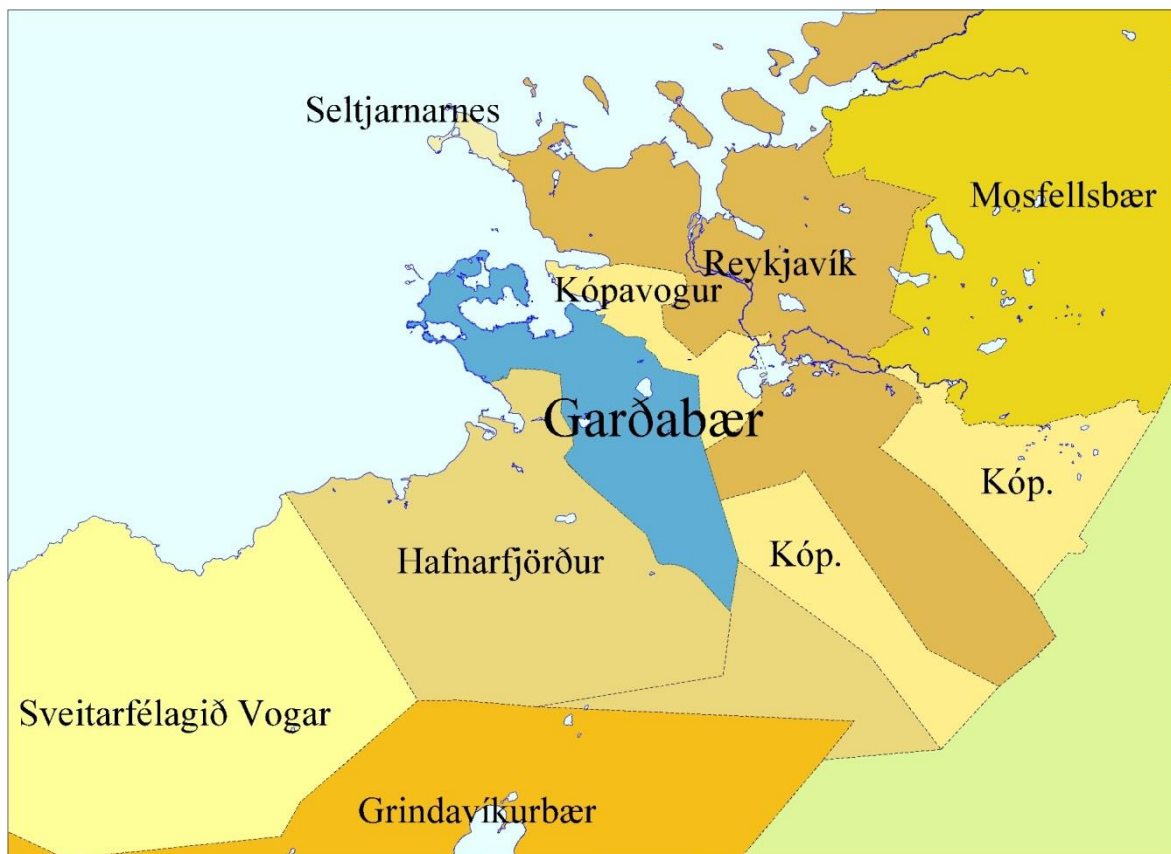 Seltjarnarnes
Mosfellsbær
Reykjavík
Kópavogur
Garðabær
Kóp.
Hafnarfjörður
Kóp.
Sveitarfélagið Vogar
Grindavíkurbær